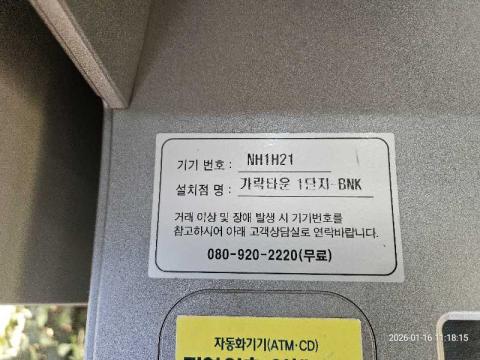 기기 번호 : NH1H21
설치점 명 : 가락타운 1단지-BNK
거래 이상 및 장애 발생 시 기기번호를
참고하시어 아래 고객상담실로 연락바랍니다.
080-920-2220(무료)
자동화기기(ATM·CD)
2026-01-16 11:18:15